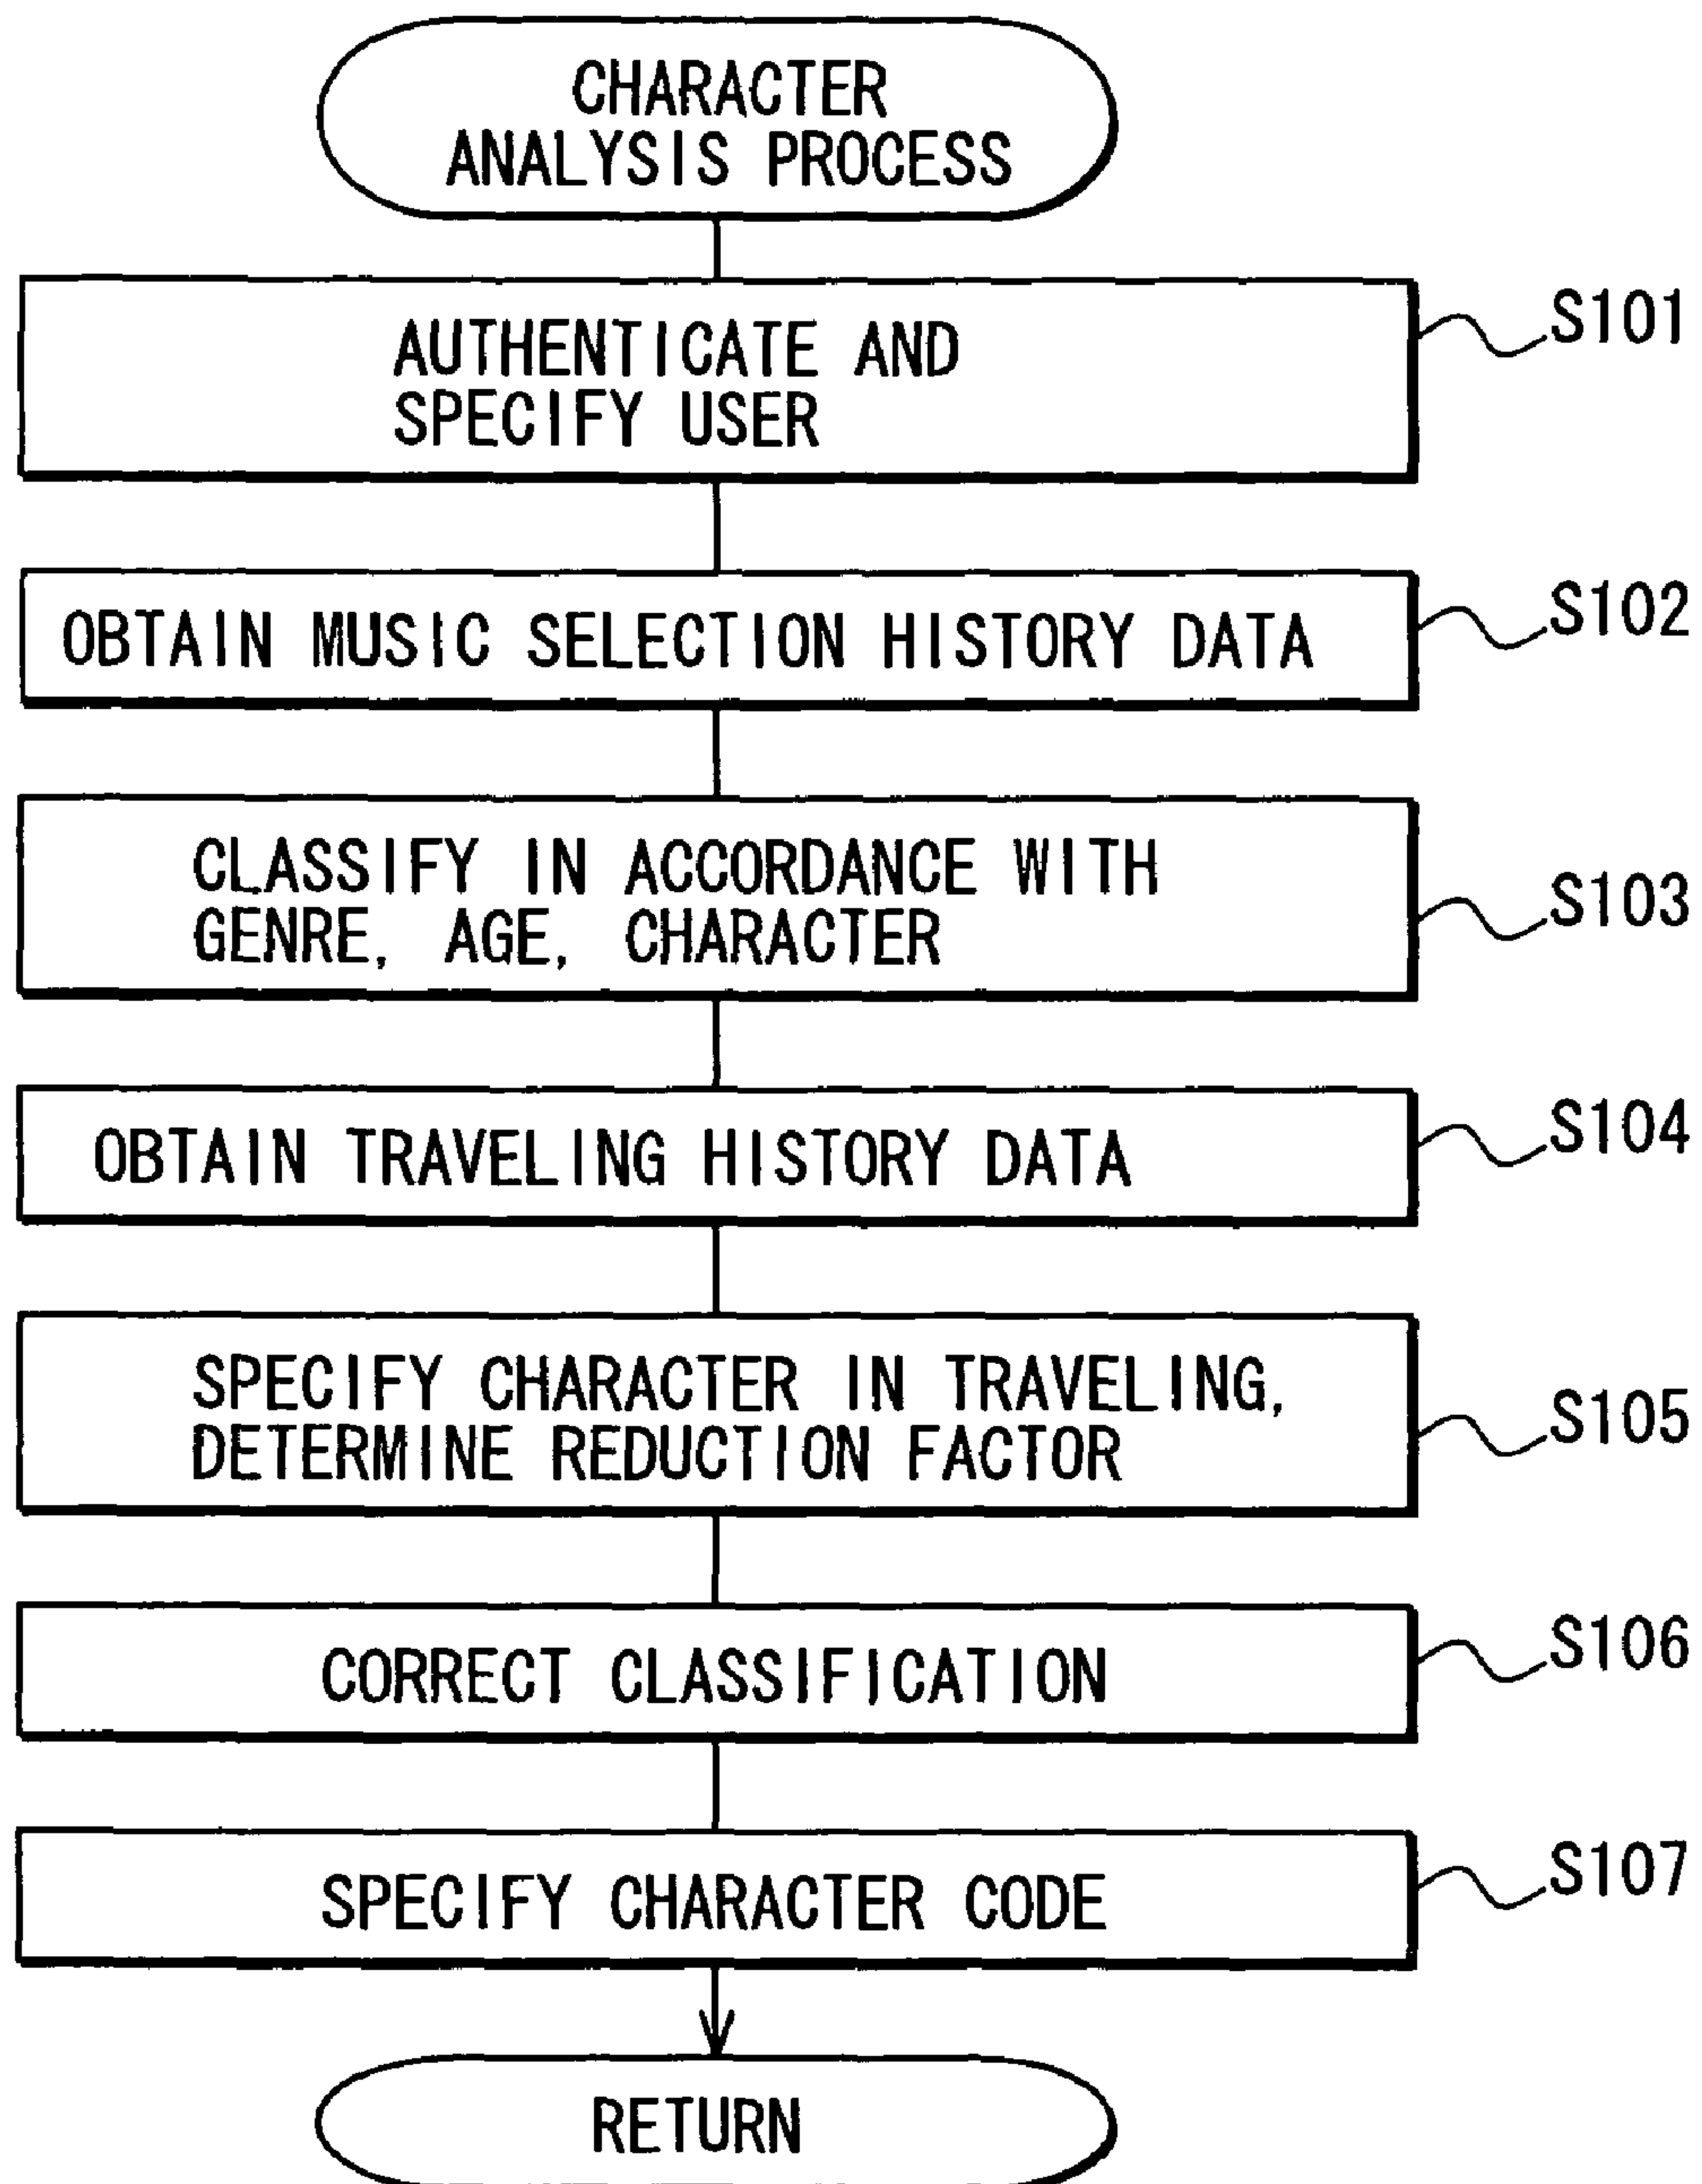 CHARACTER
ANALYSIS PROCESS
AUTHENTICATE AND
SPECIFY USER
S101
OBTAIN MUSIC SELECTION HISTORY DATA
S102
CLASSIFY IN ACCORDANCE WITH
GENRE, AGE, CHARACTER
S103
OBTAIN TRAVELING HISTORY DATA
S104
SPECIFY CHARACTER IN TRAVELING,
DETERMINE REDUCTION FACTOR
S105
CORRECT CLASSIFICATION
S106
SPECIFY CHARACTER CODE
S107
RETURN